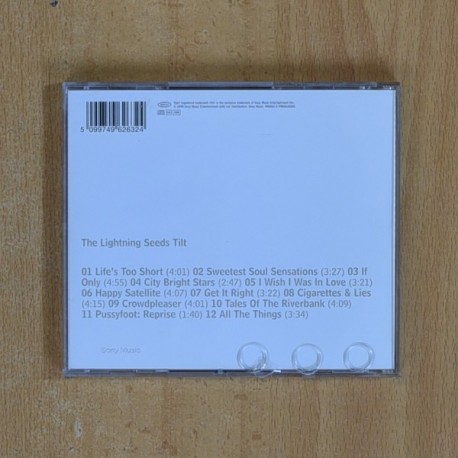 5 099749 626324
The Lightning Seeds Tilt
01 Life's Too Short (4:01) 02 Sweetest Soul Sensations (3:27) 03 If
Only (4:55) 04 City Bright Stars (2:47) 05 I Wish I Was In Love (3:21)
06 Happy Satellite (4:07) 07 Get It Right (3:22) 08 Cigarettes & Lies
(4:15) 09 Crowdpleaser (4:01) 10 Tales Of The Riverbank (4:09)
11 Pussyfoot: Reprise (1:40) 12 All The Things (3:34)
Sony Music